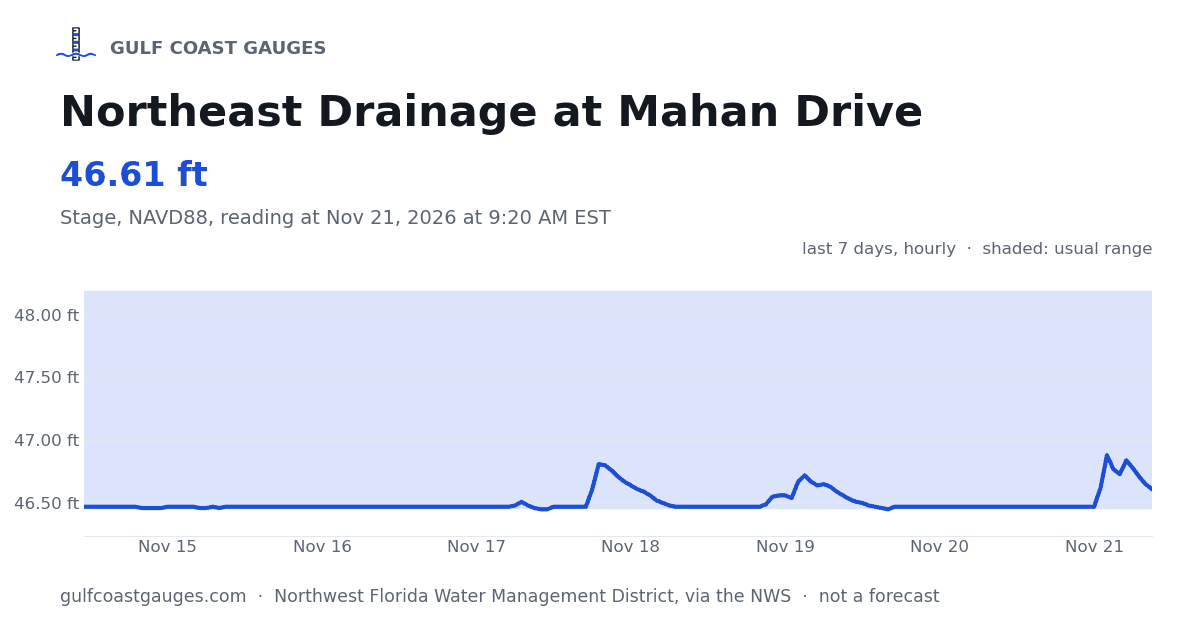 GULF COAST GAUGES
Northeast Drainage at Mahan Drive
46.61 ft
Stage, NAVD88, reading at Nov 21, 2026 at 9:20 AM EST
last 7 days, hourly · shaded: usual range
48.00 ft
47.50 ft
47.00 ft
46.50 ft
Nov 15 Nov 16 Nov 17 Nov 18 Nov 19 Nov 20 Nov 21
gulfcoastgauges.com · Northwest Florida Water Management District, via the NWS · not a forecast